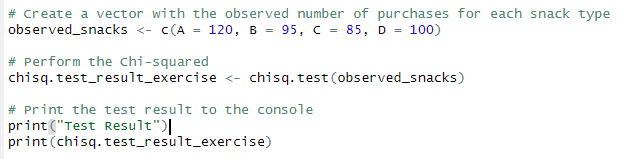 # Create a vector with the observed number of purchases for each snack type
observed_snacks <- c(A = 120, B = 95, C = 85, D = 100)
# Perform the Chi-squared
chisq.test_result_exercise <- chisq.test(observed_snacks)
# Print the test result to the console
print("Test Result")
print(chisq.test_result_exercise)